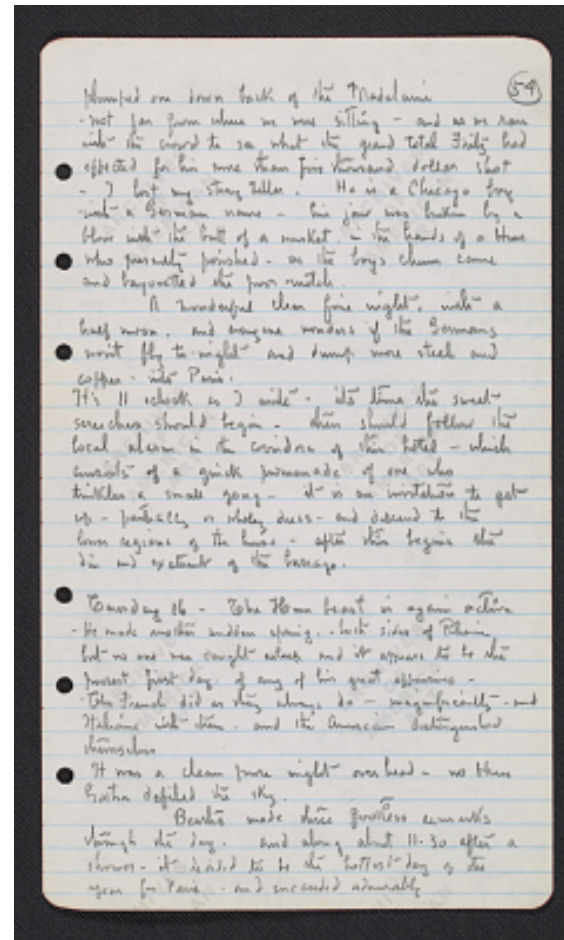 plumped one down back of the Madelaine
59
- not far from where we were sitting - and as we ran
with the crowd to see what the grand total Fritz had
effected for his more than five thousand dollar shot
- I lost my story teller. He is a Chicago boy
with a German name - his jaw was broken by a
blow with the butt of a musket in the hands of a Hun
who presently perished - as the boy's chum came
and bayonetted the poor wretch.
A wonderful clear fine night, with a
half moon, and everyone wonders if the Germans
won't fly to-night and dump more steel and
copper - into Paris.
It's 11 o'clock as I write - its time the sweet
screechers should begin - then should follow the
local alarm in the corridors of this hotel - which
consists of a quick promenade of one who
tinkles a small gong - it is an invitation to get
up - partially or wholly dress - and descend to the
lower regions of the house - after this begins the
din and excitement of the barrage.
16 - The Hun beast is again active
- He made another sudden spring - both sides of Rheims
but no one was caught asleep and it appears to be the
poorest first day of any of his great offensives -
- The French did as they always do - magnificently - and
Italians with them - and the American distinguished
themselves
It was a clear pure night over head - no Hun
Gotha defiled the sky.
Bertha made three remarks
through the day. and along about 11-30 after a
shower - it decided to be the hottest day of the
year for Paris - and succeeded admirably